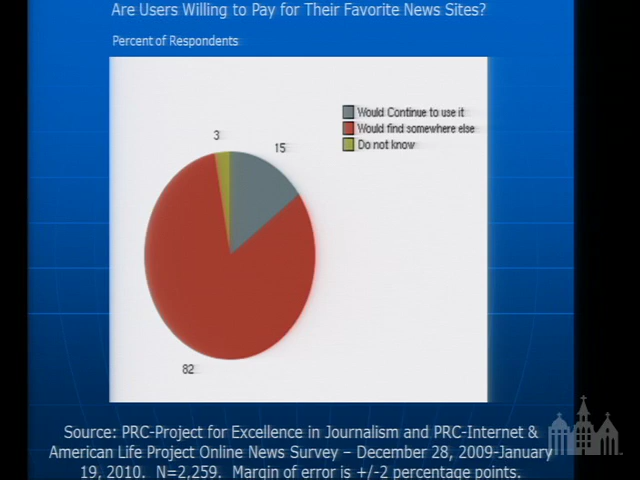 Are Users Willing to Pay for Their Favorite News Sites?
Percent of Respondents
Would Continue to use it
Would find somewhere else
Do not know
3
15
82
Source: PRC-Project for Excellence in Journalism and PRC-Internet &
American Life Project Online News Survey – December 28, 2009-January
19, 2010. N=2,259. Margin of error is +/-2 percentage points.